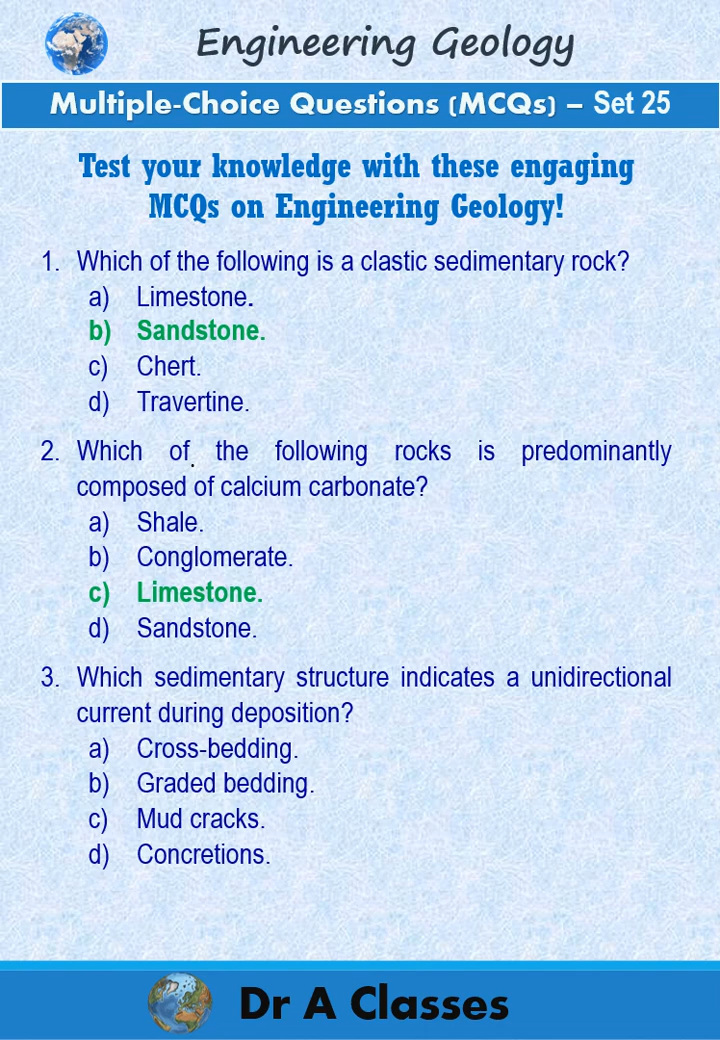 Engineering Geology
Multiple-Choice Questions (MCQs) – Set 25
Test your knowledge with these engaging
MCQs on Engineering Geology!
1. Which of the following is a clastic sedimentary rock?
a) Limestone.
b) Sandstone.
c) Chert.
d) Travertine.
2. Which of. the following rocks is predominantly
composed of calcium carbonate?
a) Shale.
b) Conglomerate.
c) Limestone.
d) Sandstone.
3. Which sedimentary structure indicates a unidirectional
current during deposition?
a) Cross-bedding.
b) Graded bedding.
c) Mud cracks.
d) Concretions.
Dr A Classes